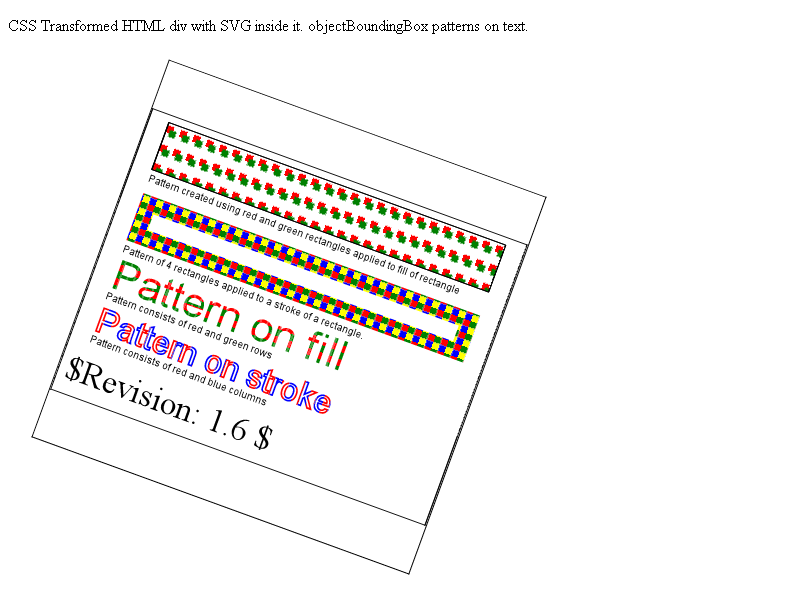 CSS Transformed HTML div with SVG inside it. objectBoundingBox patterns on text.
Pattern created using red and green rectangles applied to fill of rectangle
Pattern of 4 rectangles applied to a stroke of a rectangle.
Pattern on fill
Pattern consists of red and green rows
Pattern on stroke
Pattern consists of red and blue columns
$Revision: 1.6 $